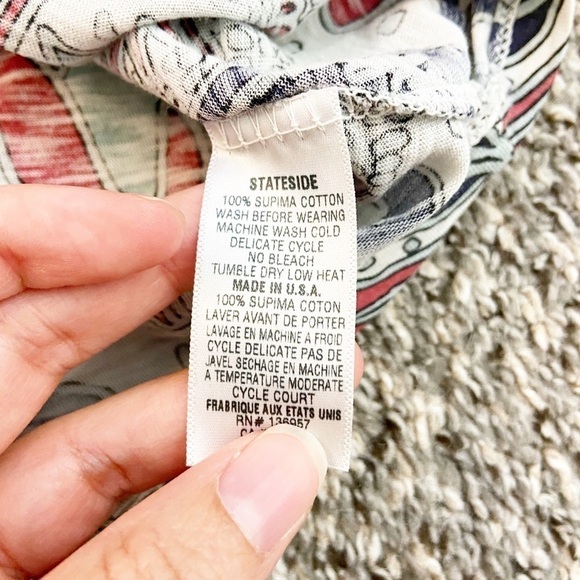 STATESIDE
100% SUPIMA COTTON
WASH BEFORE WEARING
MACHINE WASH COLD
DELICATE CYCLE
NO BLEACH
TUMBLE DRY LOW HEAT
MADE IN U.S.A.
100% SUPIMA COTON
LAVER AVANT DE PORTER
LAVAGE EN MACHINE A FROID
CYCLE DELICATE PAS DE
JAVEL SECHAGE EN MACHINE
A TEMPERATURE MODERATE
CYCLE COURT
FRABRIQUE AUX ETATS UNIS
RN# 136957